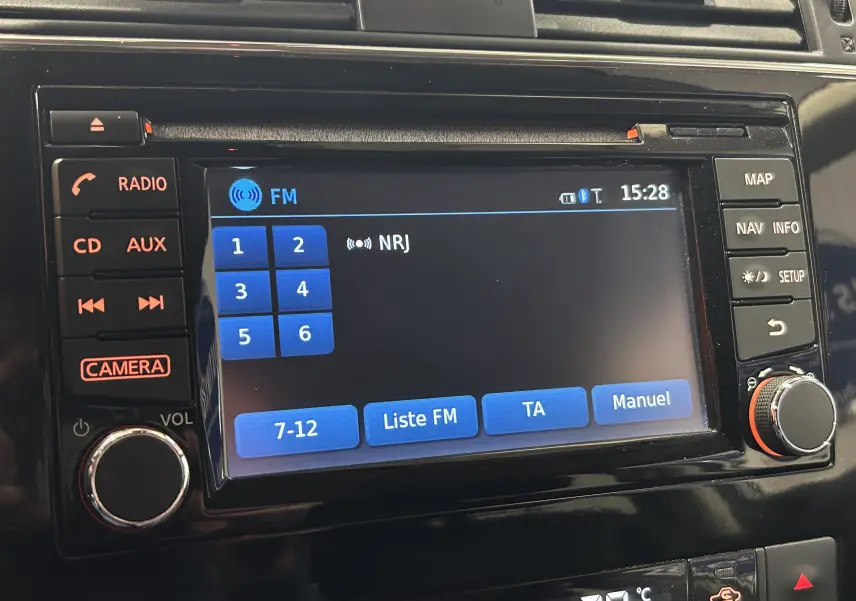 RADIO
CD AUX
CAMERA
VOL
FM
15:28
1 2
3 4
5 6
NRJ
7-12 Liste FM TA Manuel
MAP
NAV INFO
SETUP
°C